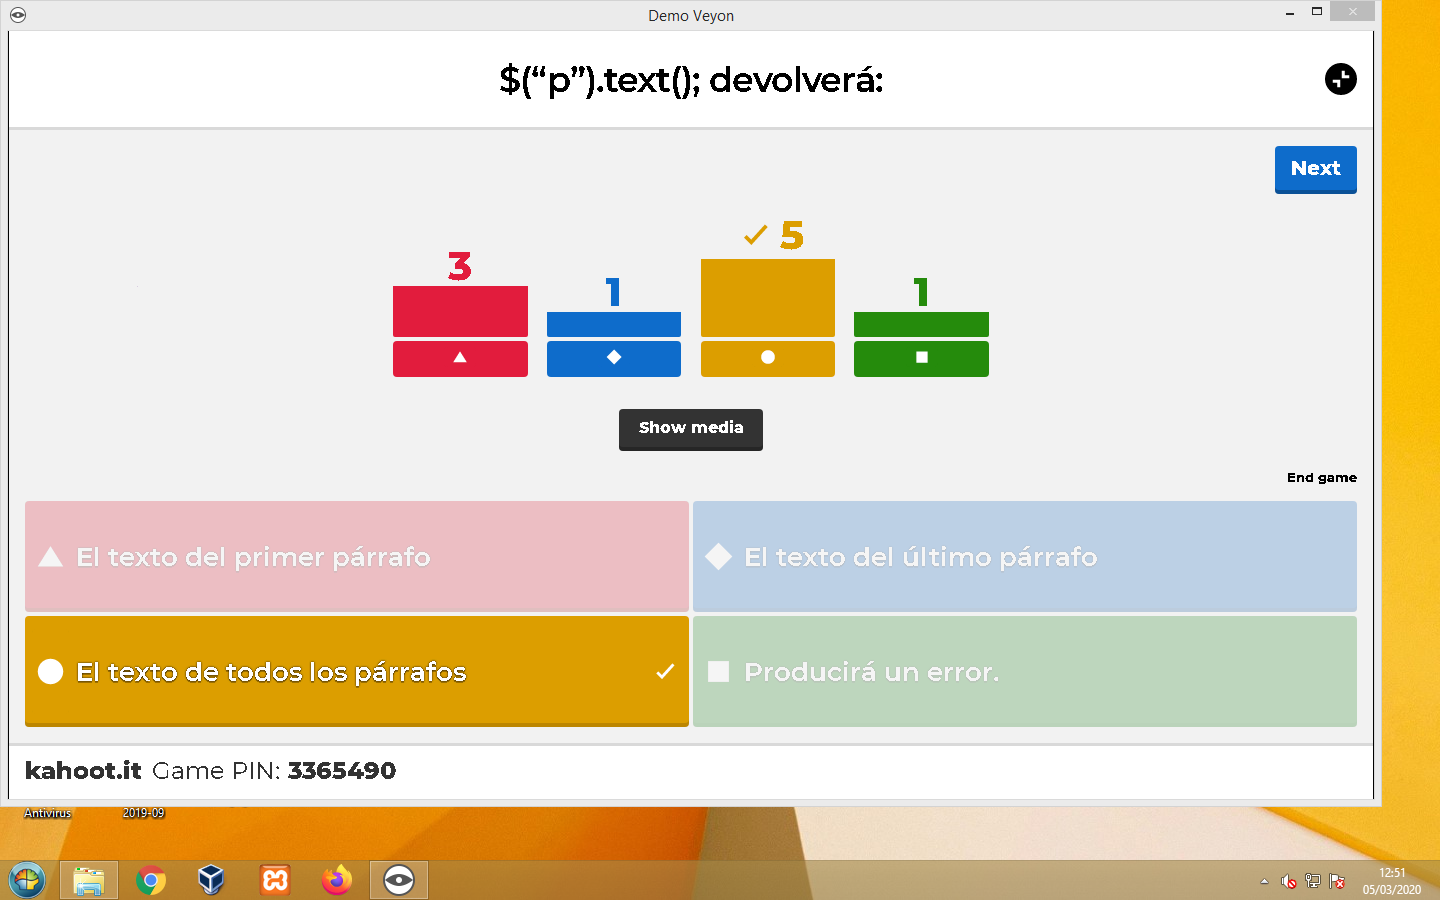 Demo Veyon
$(“p”).text(); devolverá:
Next
3
1
5
1
Show media
End game
El texto del primer párrafo
El texto del último párrafo
El texto de todos los párrafos
Producirá un error.
kahoot.it Game PIN: 3365490
Antivirus
2019-09
12:51
05/03/2020